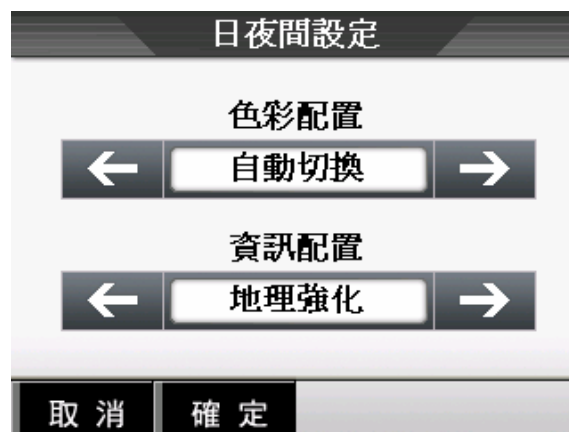 日夜間設定
色彩配置
自動切換
資訊配置
地理強化
取消 確定